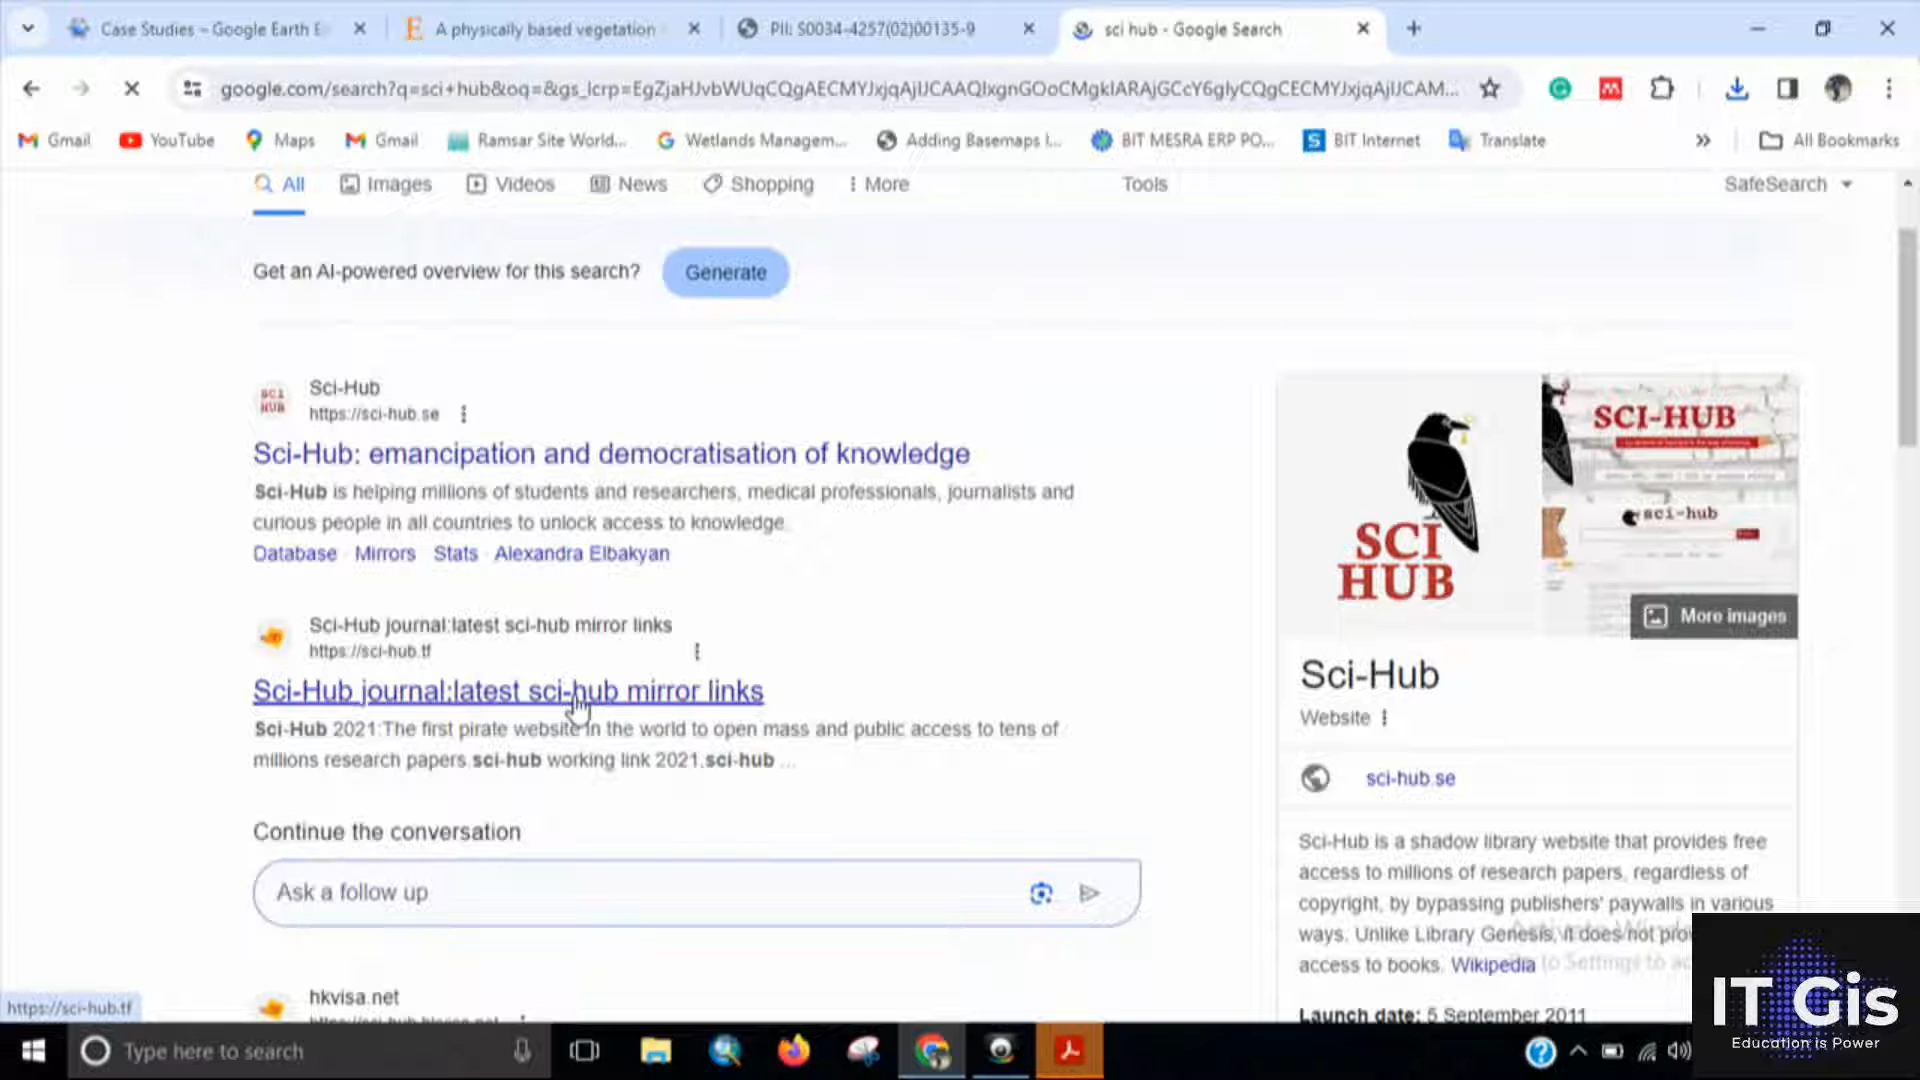 Case Studies – Google Earth E
A physically based vegetation
PII: S0034-4257(02)00135-9
sci hub - Google Search
google.com/search?q=sci+hub&oq=&gs_lcrp=EgZjaHJvbWUqCQgAECMYJxjqAjIJCAAQIxgnGOoCMgkIARAjGCcY6gIyCQgCECMYJxjqAjIJCAM...
Gmail
YouTube
Maps
Gmail
Ramsar Site World...
Wetlands Managem...
Adding Basemaps I...
BIT MESRA ERP PO...
BIT Internet
Translate
All Bookmarks
All
Images
Videos
News
Shopping
More
Tools
SafeSearch
Get an AI-powered overview for this search?
Generate
SCI HUB
Sci-Hub
https://sci-hub.se
Sci-Hub: emancipation and democratisation of knowledge
Sci-Hub is helping millions of students and researchers, medical professionals, journalists and
curious people in all countries to unlock access to knowledge.
Database · Mirrors · Stats · Alexandra Elbakyan
Sci-Hub journal:latest sci-hub mirror links
https://sci-hub.tf
Sci-Hub journal:latest sci-hub mirror links
Sci-Hub 2021:The first pirate website in the world to open mass and public access to tens of
millions research papers.sci-hub working link 2021.sci-hub ...
Continue the conversation
Ask a follow up
hkvisa.net
SCI
HUB
SCI-HUB
sci-hub
More images
Sci-Hub
Website
sci-hub.se
Sci-Hub is a shadow library website that provides free
access to millions of research papers, regardless of
copyright, by bypassing publishers' paywalls in various
ways. Unlike Library Genesis, it does not pro
access to books. Wikipedia
to Settings to ac
Launch date: 5 September 2011
https://sci-hub.tf
Type here to search
IT Gis
Education is Power